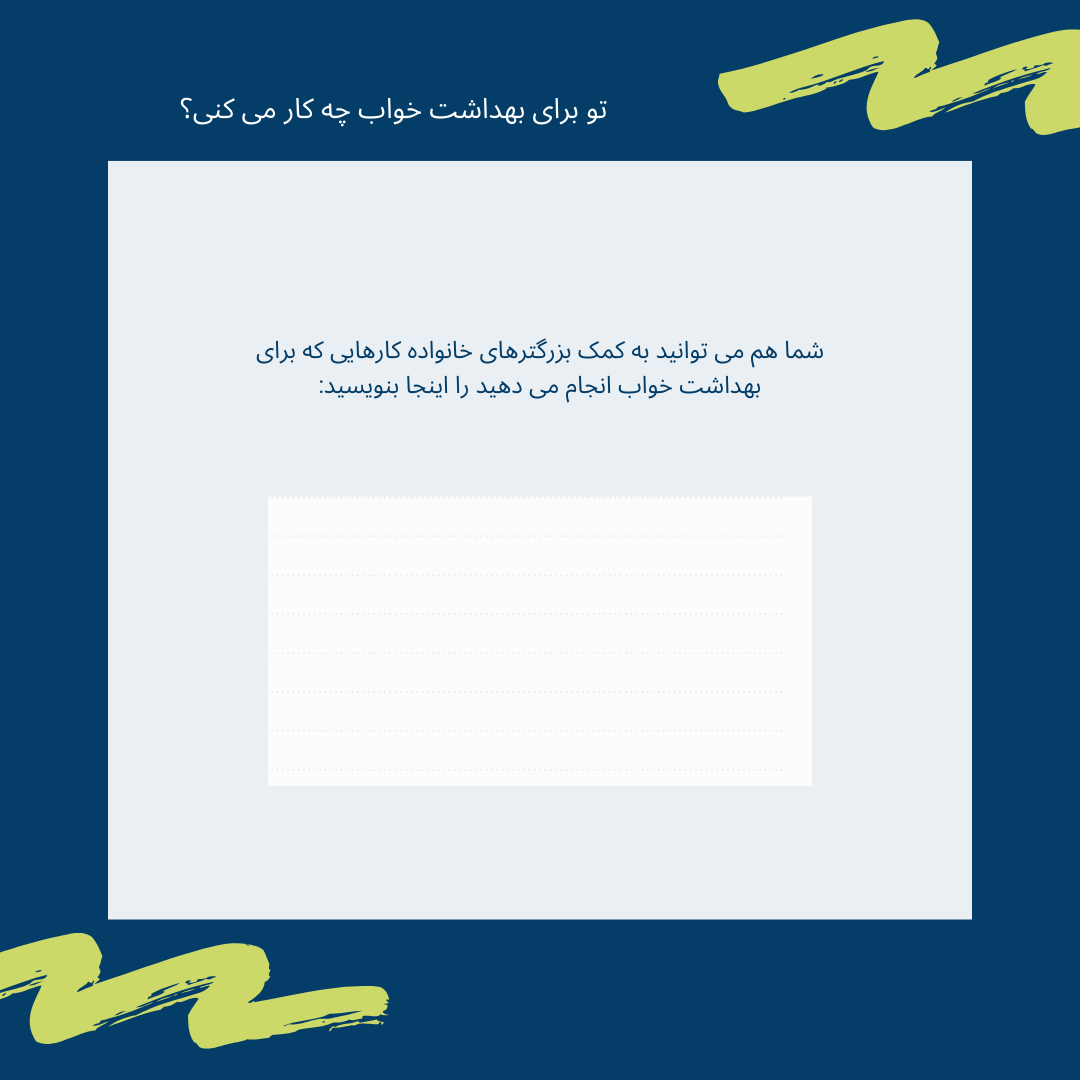 تو برای بهداشت خواب چه کار می کنی؟
شما هم می توانید به کمک بزرگترهای خانواده کارهایی که برای
بهداشت خواب انجام می دهید را اینجا بنویسید: